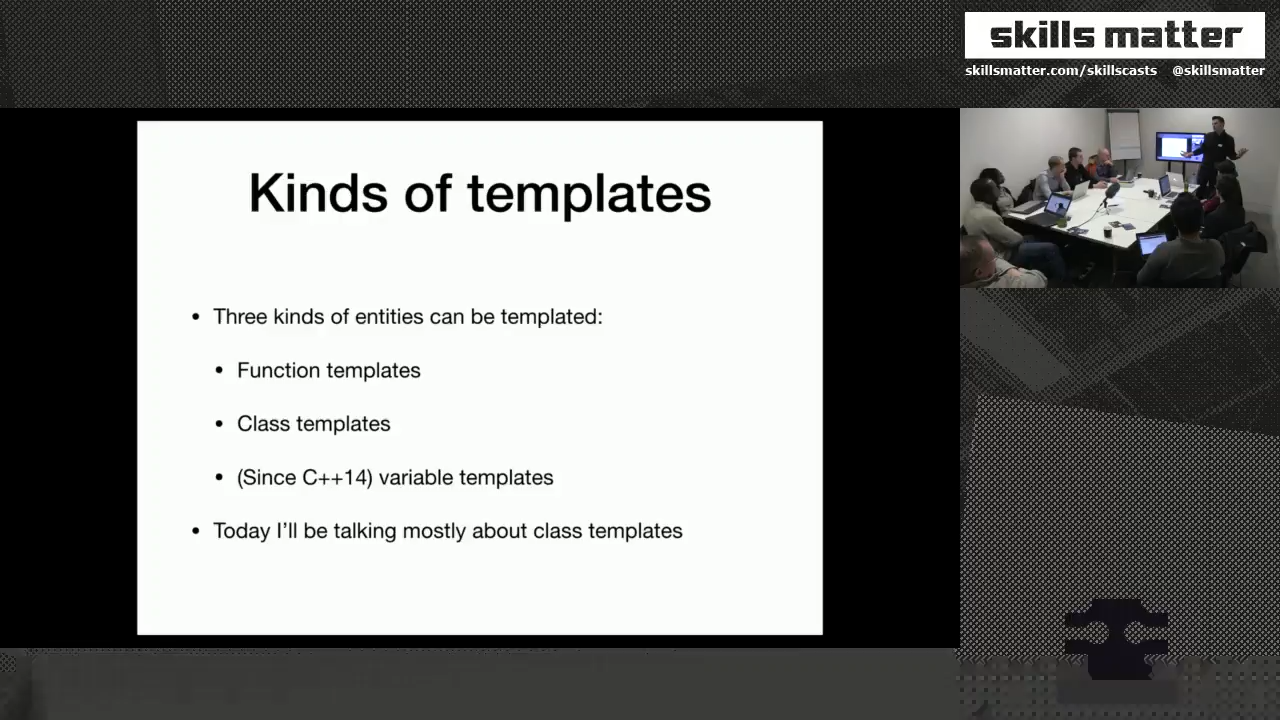 skills matter
skillsmatter.com/skillscasts @skillsmatter
Kinds of templates
• Three kinds of entities can be templated:
• Function templates
• Class templates
• (Since C++14) variable templates
• Today I'll be talking mostly about class templates